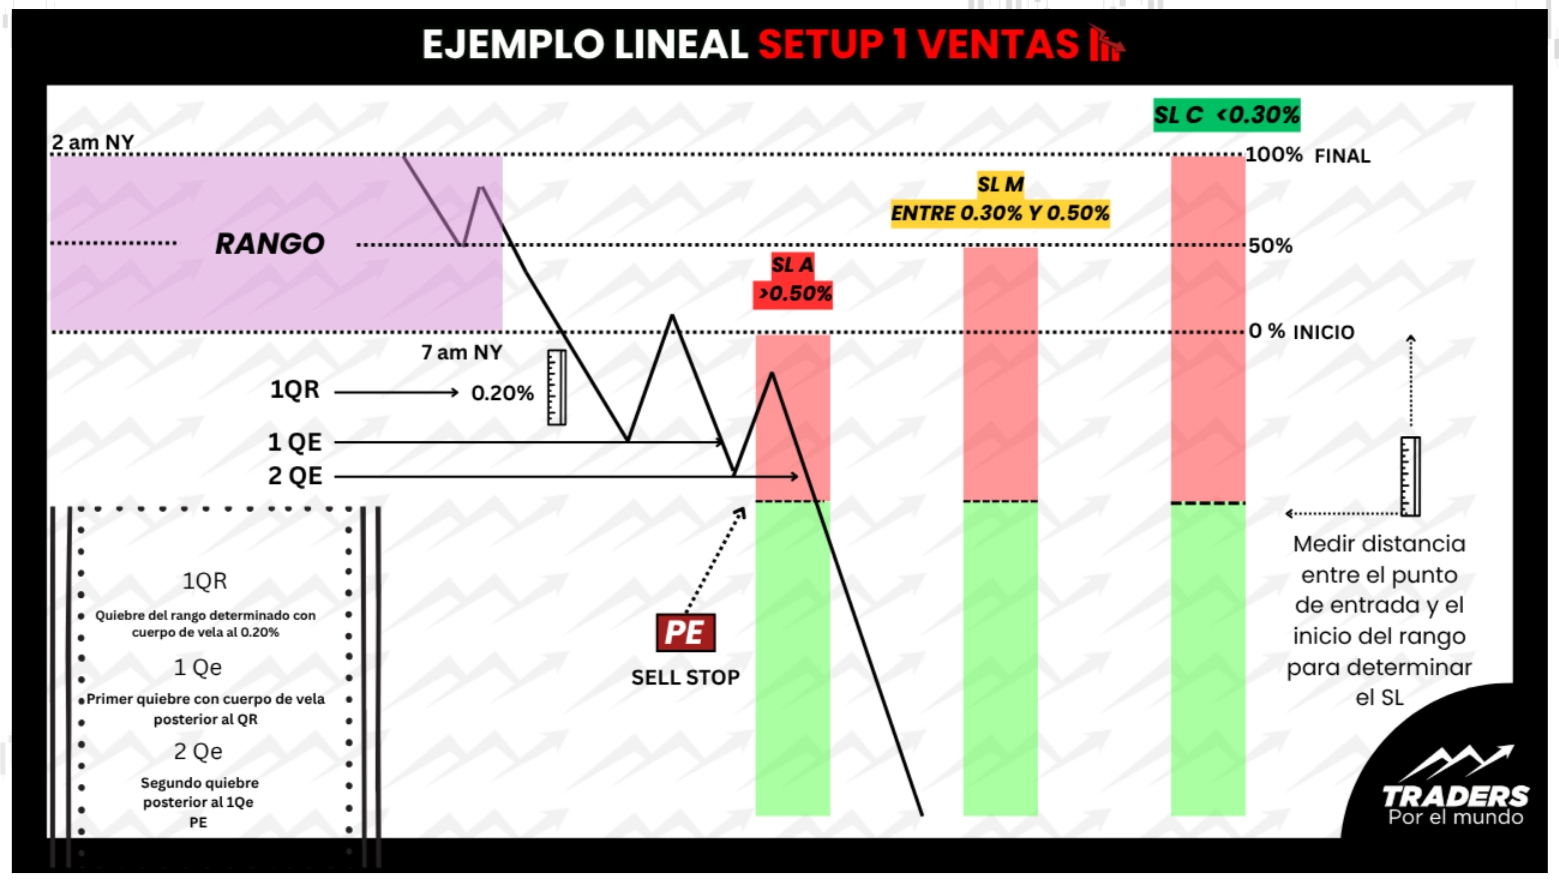 EJEMPLO LINEAL SETUP 1 VENTAS
SL C <0.30%
2 am NY
100% FINAL
SL M
ENTRE 0.30% Y 0.50%
RANGO
50%
SL A
>0.50%
0 % INICIO
7 am NY
1QR
0.20%
1 QE
2 QE
PE
SELL STOP
Medir distancia
entre el punto
de entrada y el
inicio del rango
para determinar
el SL
1QR
Quiebre del rango determinado con
cuerpo de vela al 0.20%
1 Qe
Primer quiebre con cuerpo de vela
posterior al QR
2 Qe
Segundo quiebre
posterior al 1Qe
PE
TRADERS
Por el mundo